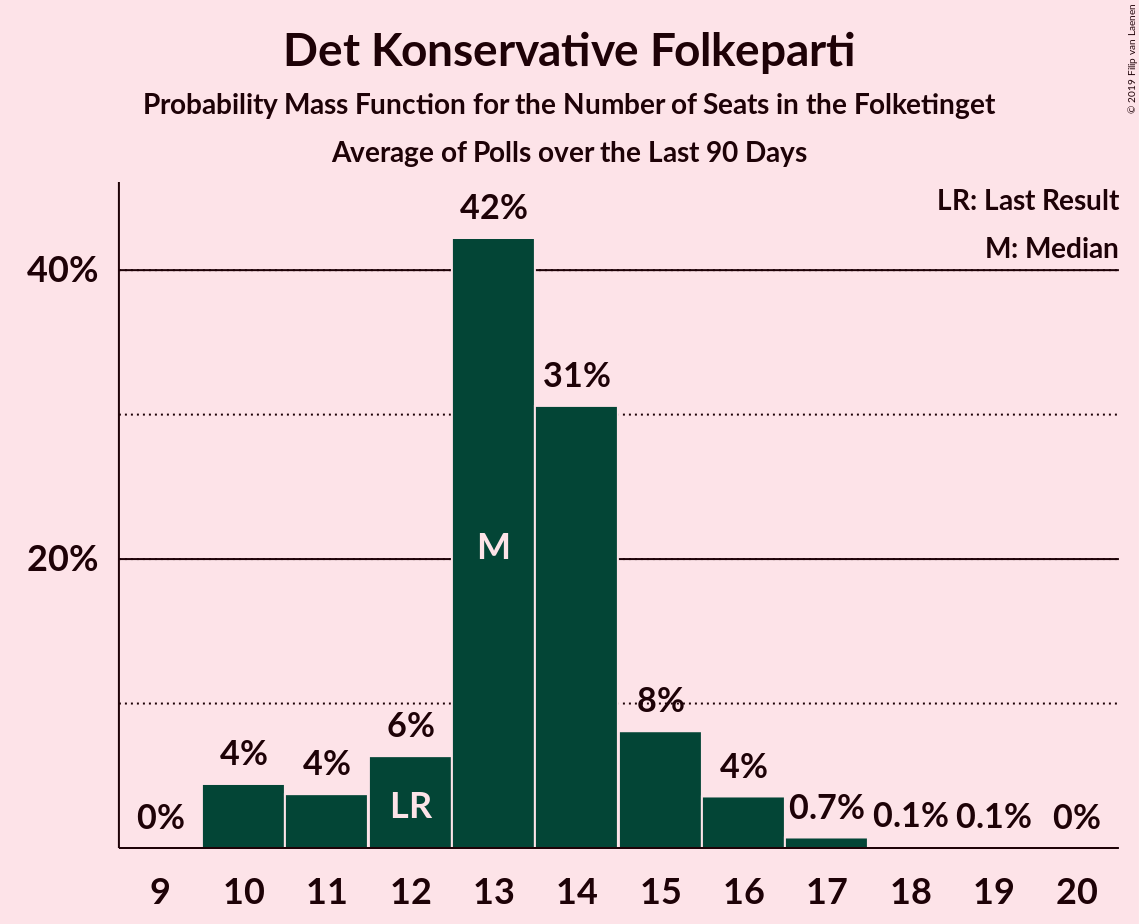 Det Konservative Folkeparti
Probability Mass Function for the Number of Seats in the Folketinget
Average of Polls over the Last 90 Days
© 2019 Filip van Laenen
LR: Last Result
M: Median
40%
20%
0%
4%
4%
6%
42%
31%
8%
4%
0.7%
0.1%
0.1%
0%
M
LR
9 10 11 12 13 14 15 16 17 18 19 20